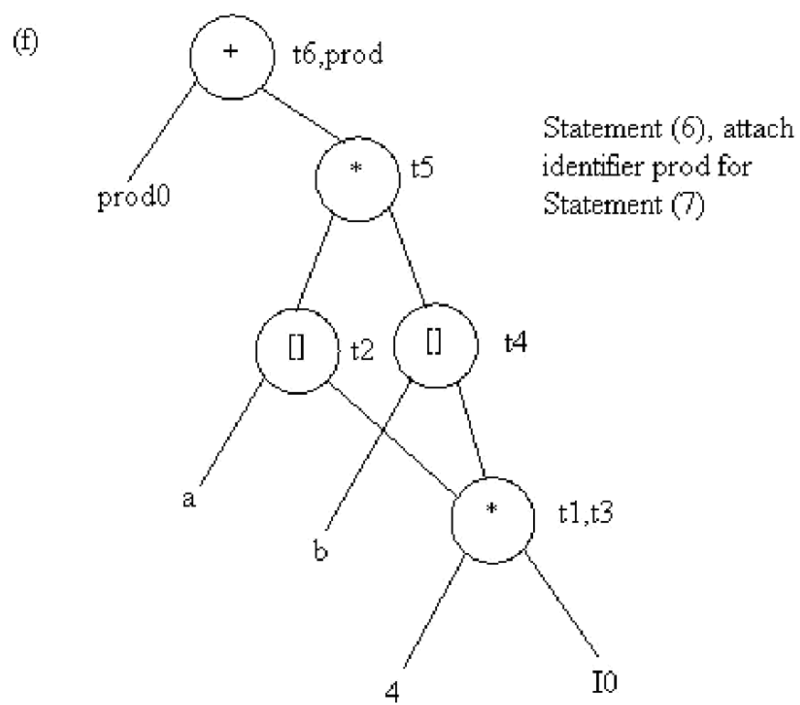 (f)
+
t6,prod
Statement (6), attach
identifier prod for
Statement (7)
*
t5
prod0
[]
t2
[]
t4
a
b
*
t1,t3
4
I0